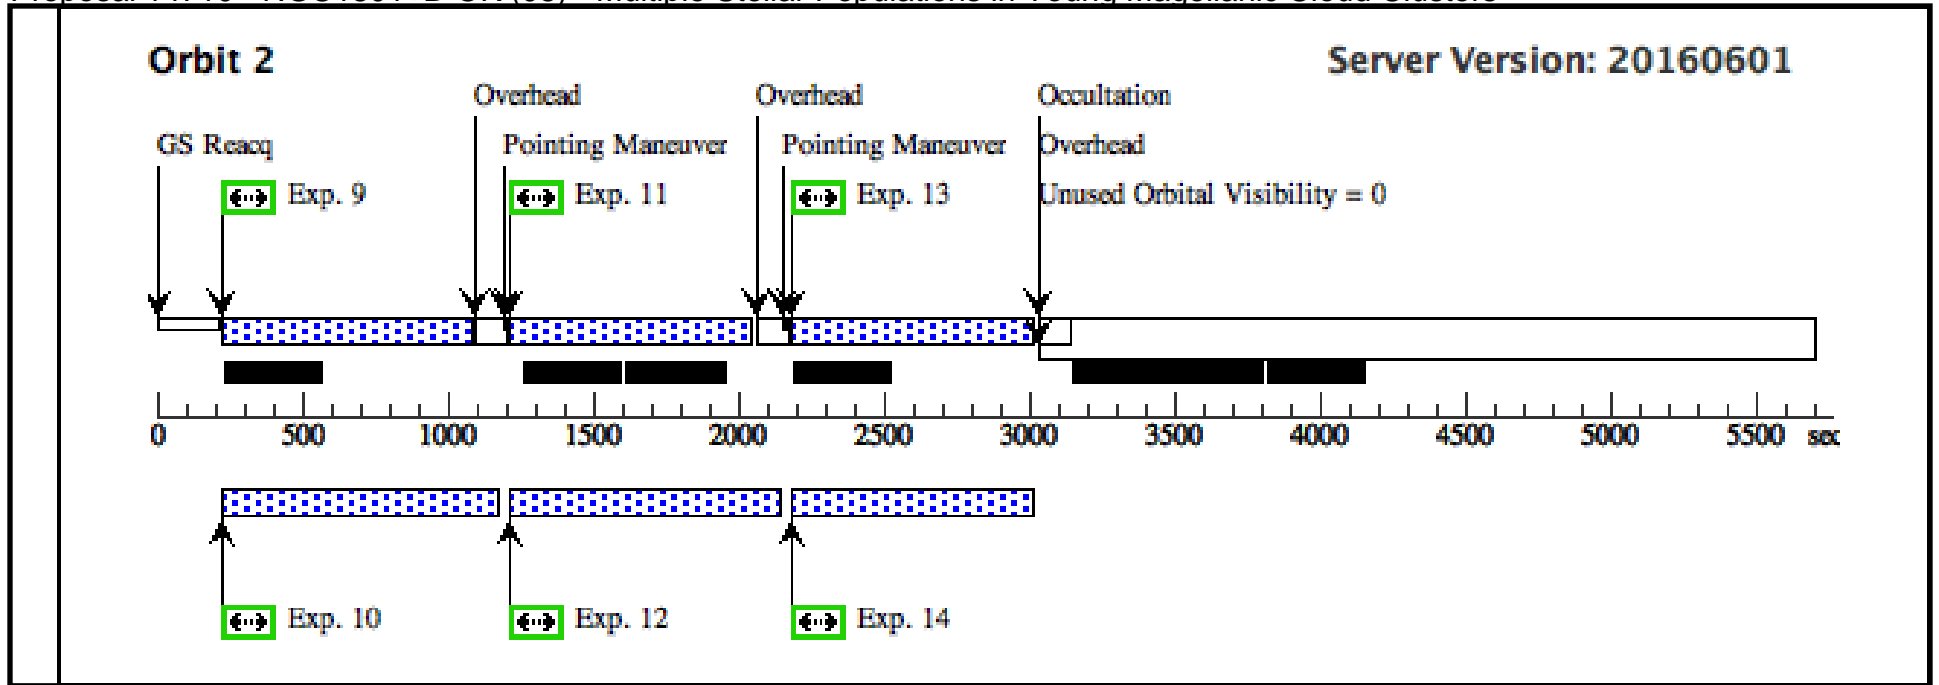 Orbit 2
Server Version: 20160601
Overhead Overhead Occultation
GS Reacq Pointing Maneuver Pointing Maneuver Overhead
Exp. 9 Exp. 11 Exp. 13 Unused Orbital Visibility = 0
0 500 1000 1500 2000 2500 3000 3500 4000 4500 5000 5500 sec
Exp. 10 Exp. 12 Exp. 14